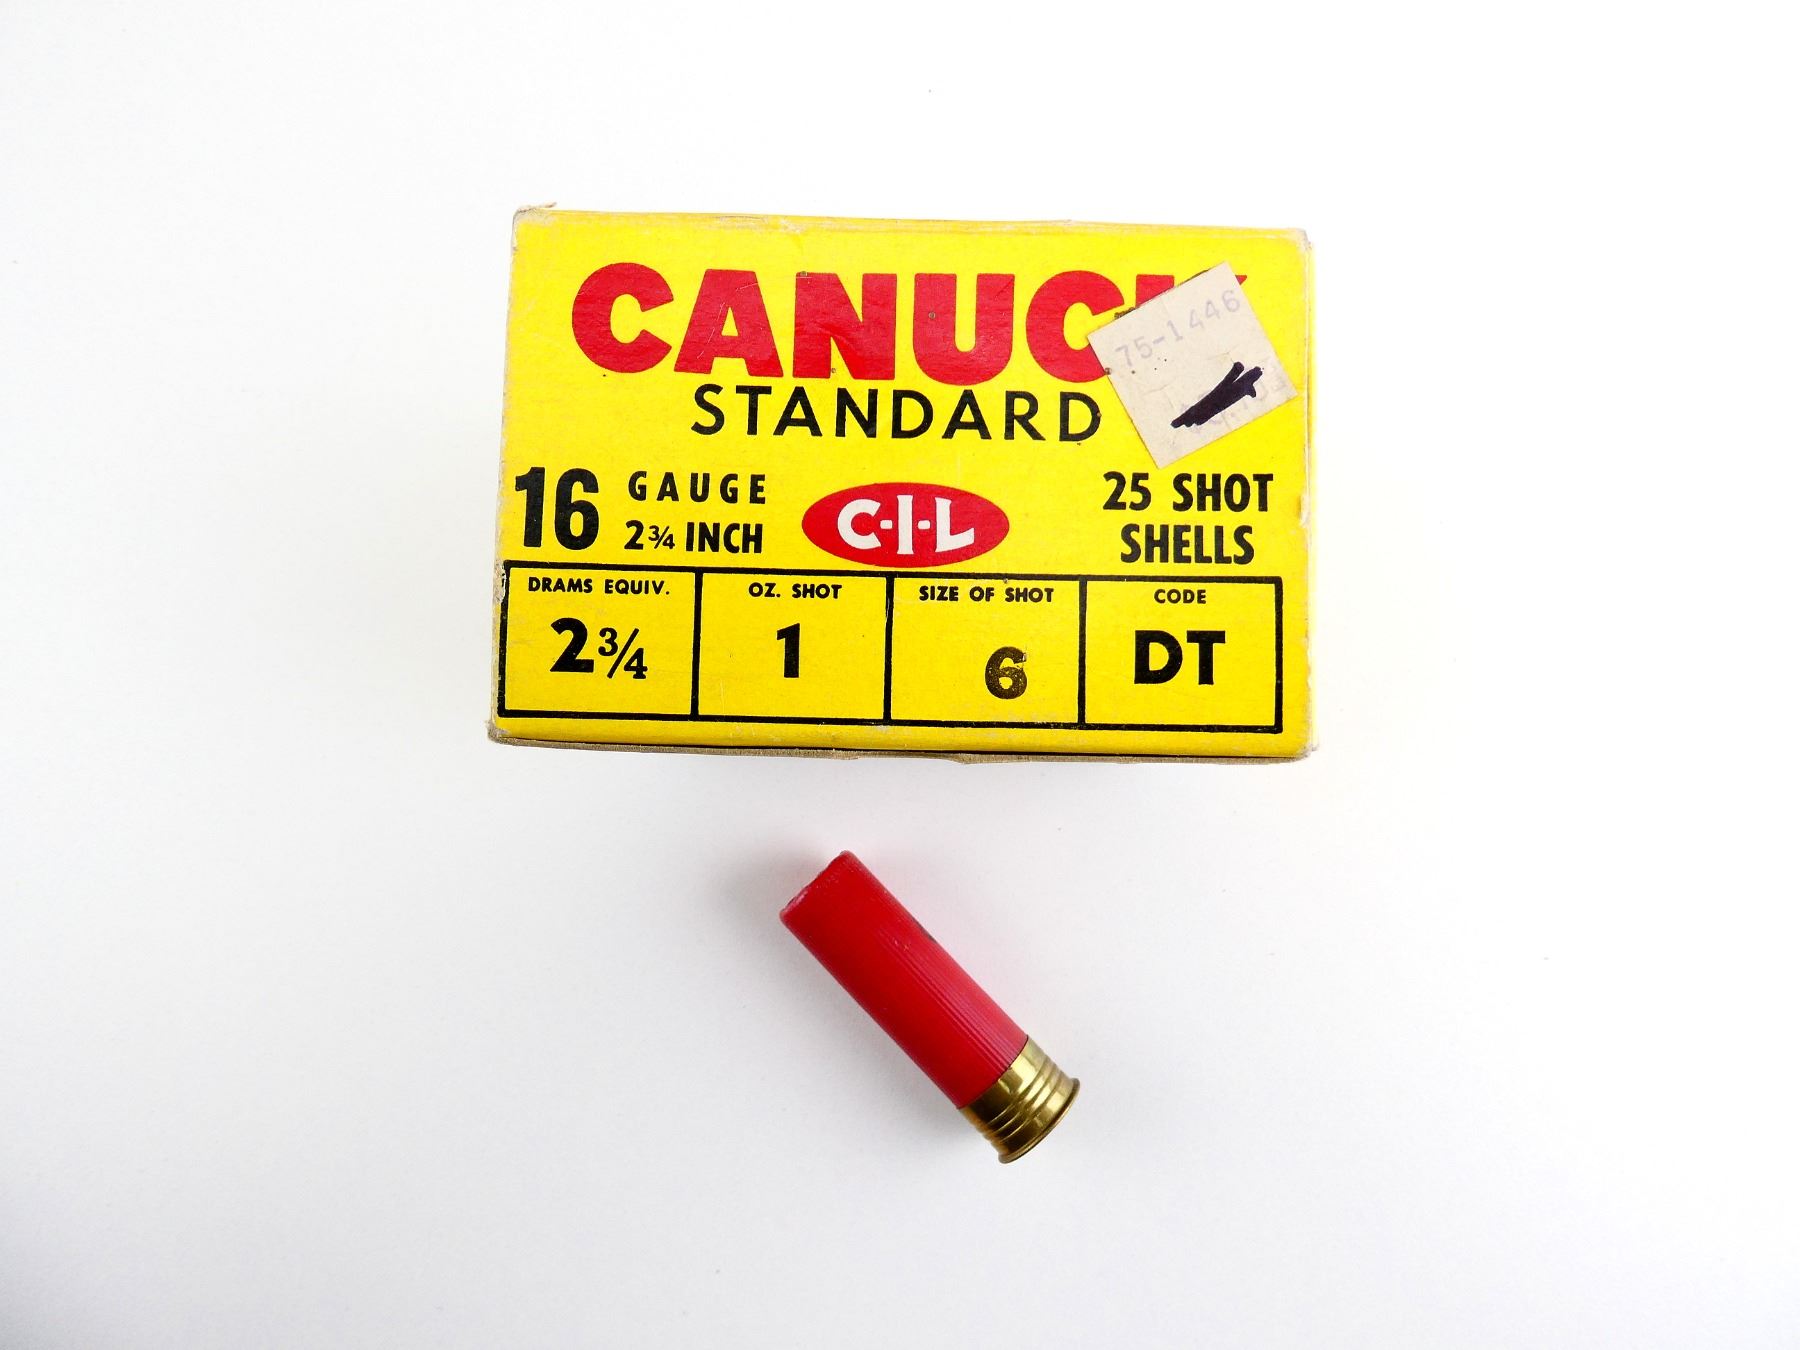 CANUCK
75-1446
STANDARD
16 GAUGE
2¾ INCH
C-I-L
25 SHOT
SHELLS
DRAMS EQUIV.
2¾
OZ. SHOT
1
SIZE OF SHOT
6
CODE
DT